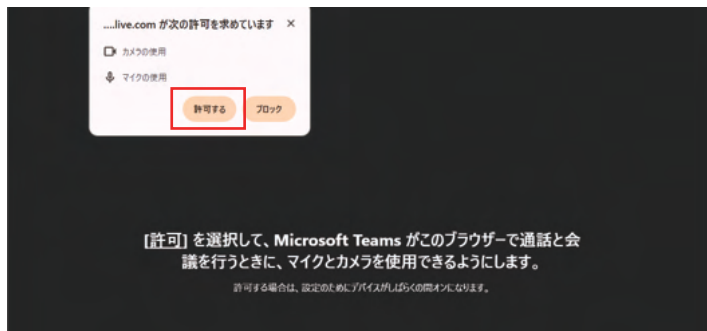 ....live.com が次の許可を求めています ×
カメラの使用
マイクの使用
許可する ブロック
[許可] を選択して、Microsoft Teams がこのブラウザーで通話と会
議を行うときに、マイクとカメラを使用できるようにします。
許可する場合は、設定のためにデバイスがしばらくの間オンになります。